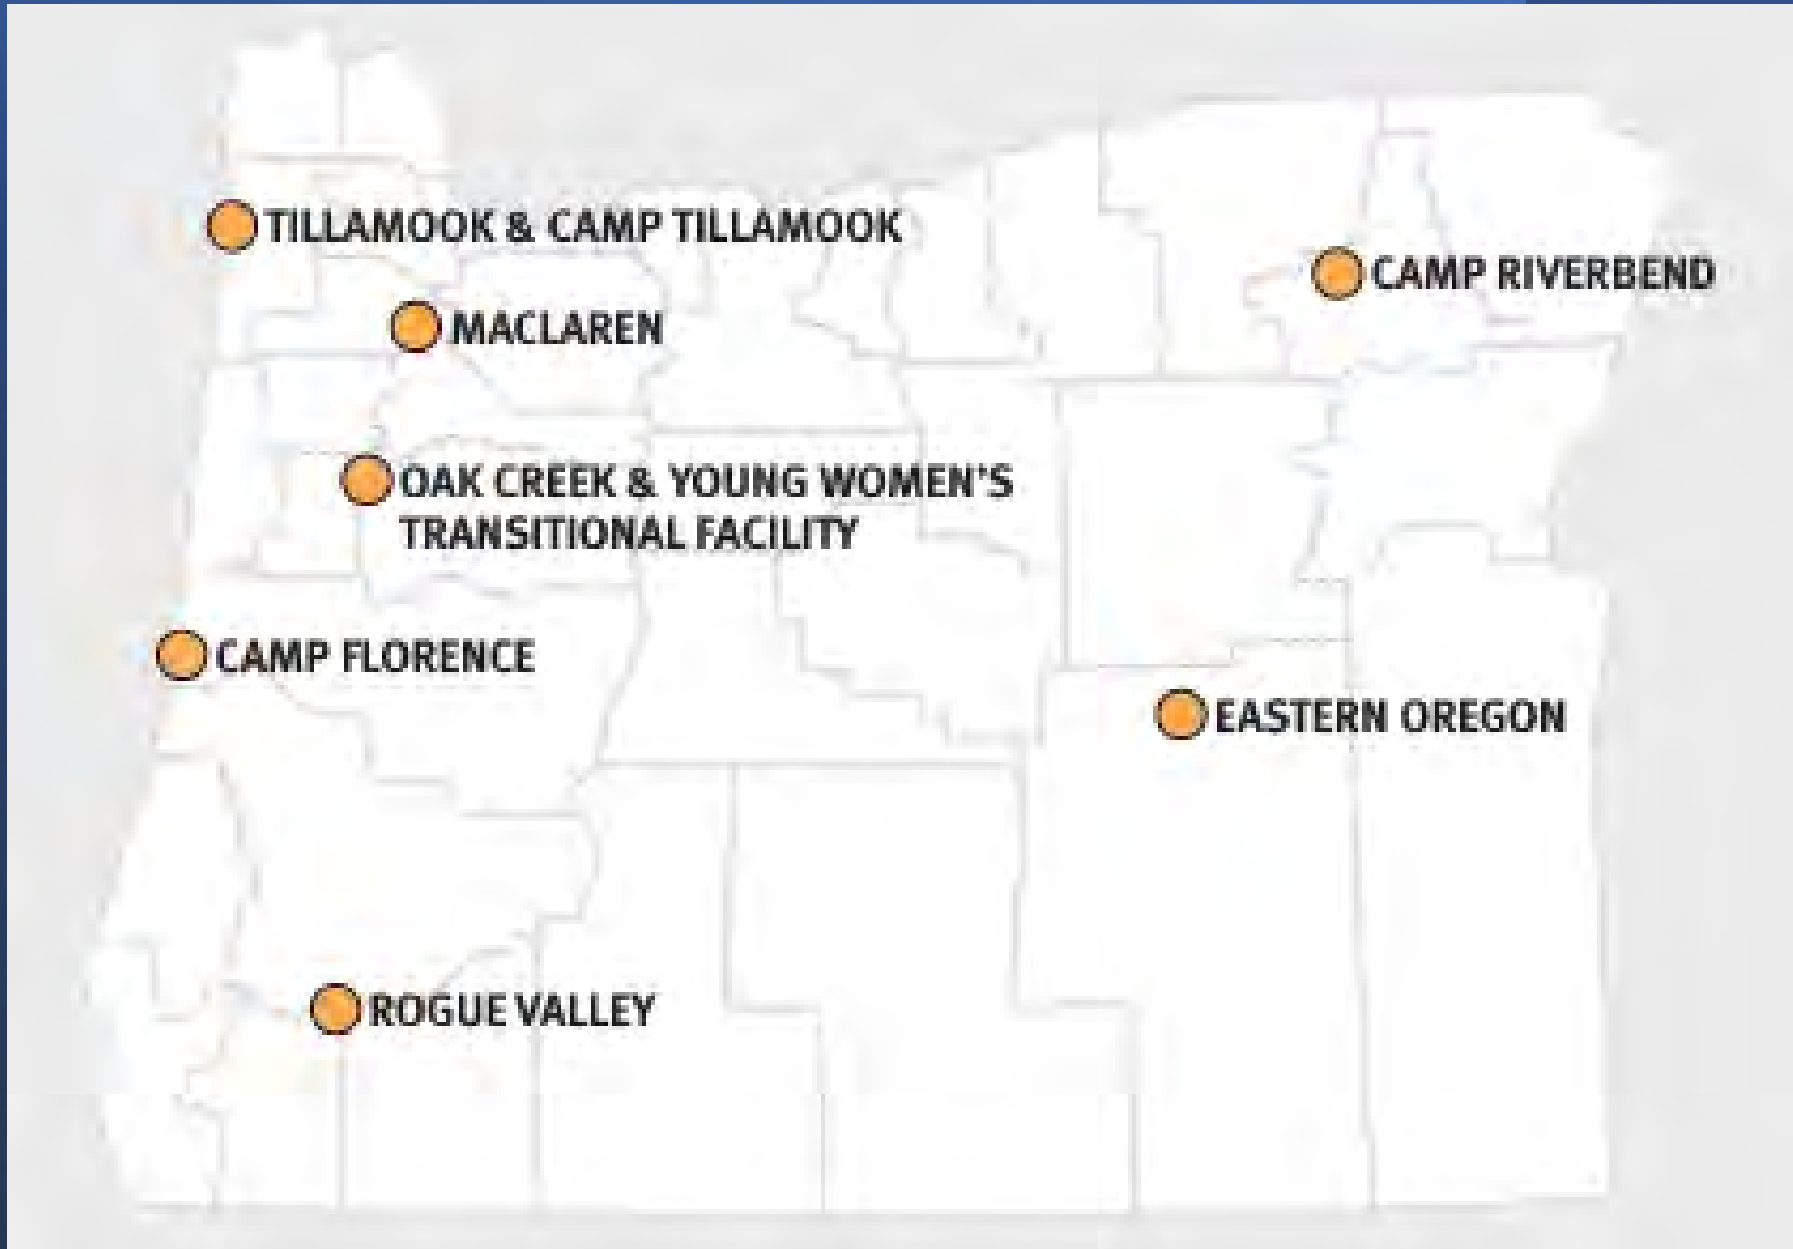 TILLAMOOK & CAMP TILLAMOOK
CAMP RIVERBEND
MACLAREN
OAK CREEK & YOUNG WOMEN'S
TRANSITIONAL FACILITY
CAMP FLORENCE
EASTERN OREGON
ROGUE VALLEY